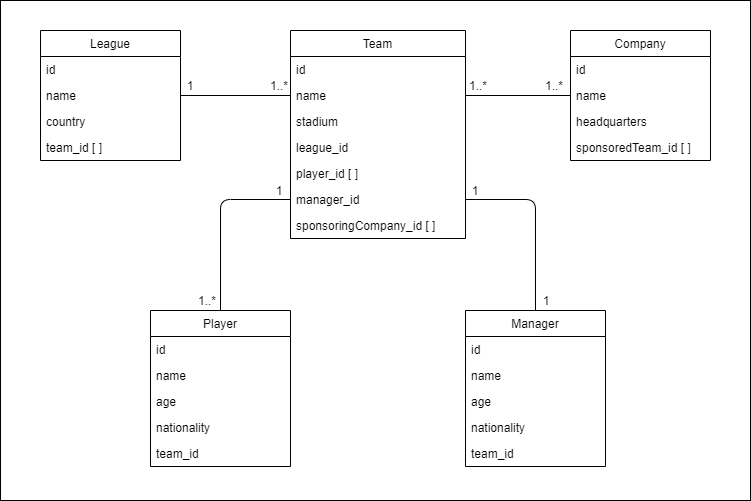 League
id
name
country
team_id [ ]
1
1..*
Team
id
name
stadium
league_id
player_id [ ]
manager_id
sponsoringCompany_id [ ]
1..*
1..*
Company
id
name
headquarters
sponsoredTeam_id [ ]
1
1..*
1
1
Player
id
name
age
nationality
team_id
Manager
id
name
age
nationality
team_id